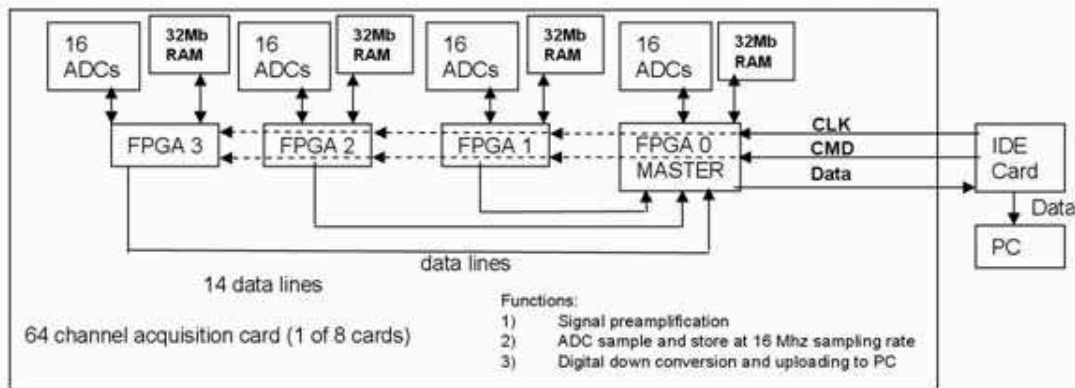 16 ADCs
32Mb RAM
16 ADCs
32Mb RAM
16 ADCs
32Mb RAM
16 ADCs
32Mb RAM
FPGA 3
FPGA 2
FPGA 1
FPGA 0 MASTER
CLK
CMD
Data
IDE Card
Data
PC
data lines
14 data lines
64 channel acquisition card (1 of 8 cards)
Functions:
1) Signal preamplification
2) ADC sample and store at 16 Mhz sampling rate
3) Digital down conversion and uploading to PC